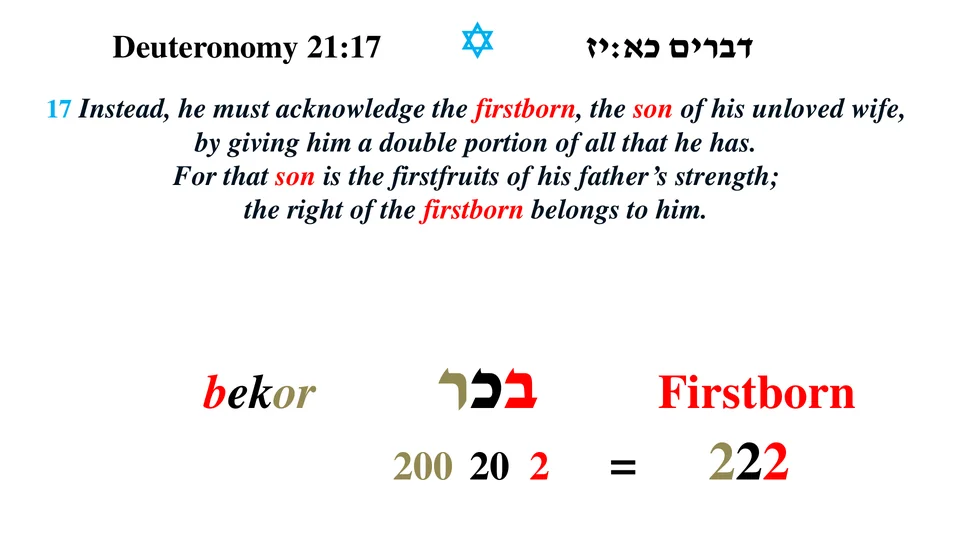 Deuteronomy 21:17 ✡ דברים כא:יז
17 Instead, he must acknowledge the firstborn, the son of his unloved wife,
by giving him a double portion of all that he has.
For that son is the firstfruits of his father’s strength;
the right of the firstborn belongs to him.
bekor בכר Firstborn
200 20 2 = 222